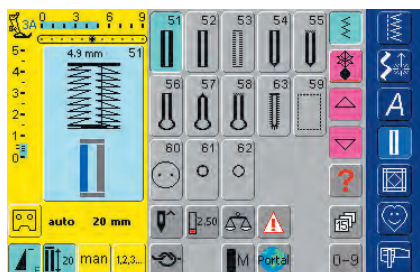 3A 0 3 6 9 51 52 53 54 55
5-
4.9 mm 51
4-
3-
2-
1-
0
56 57 58 63 59
60 61 62
A
?
auto 20 mm
2.50
15
20 man 1,2,3... M Portal 0-9